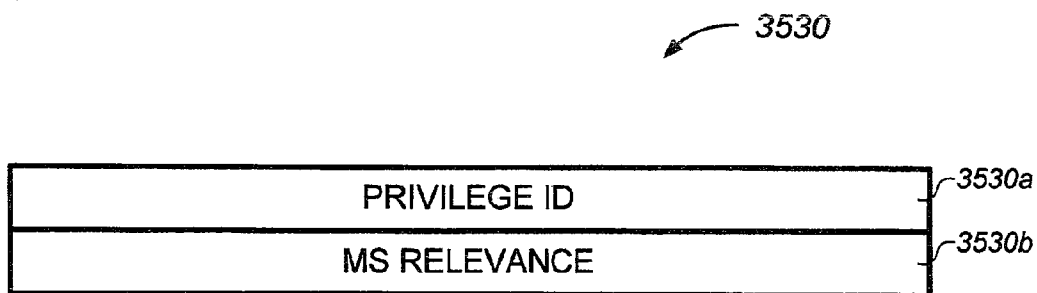 3530
PRIVILEGE ID
3530a
MS RELEVANCE
3530b